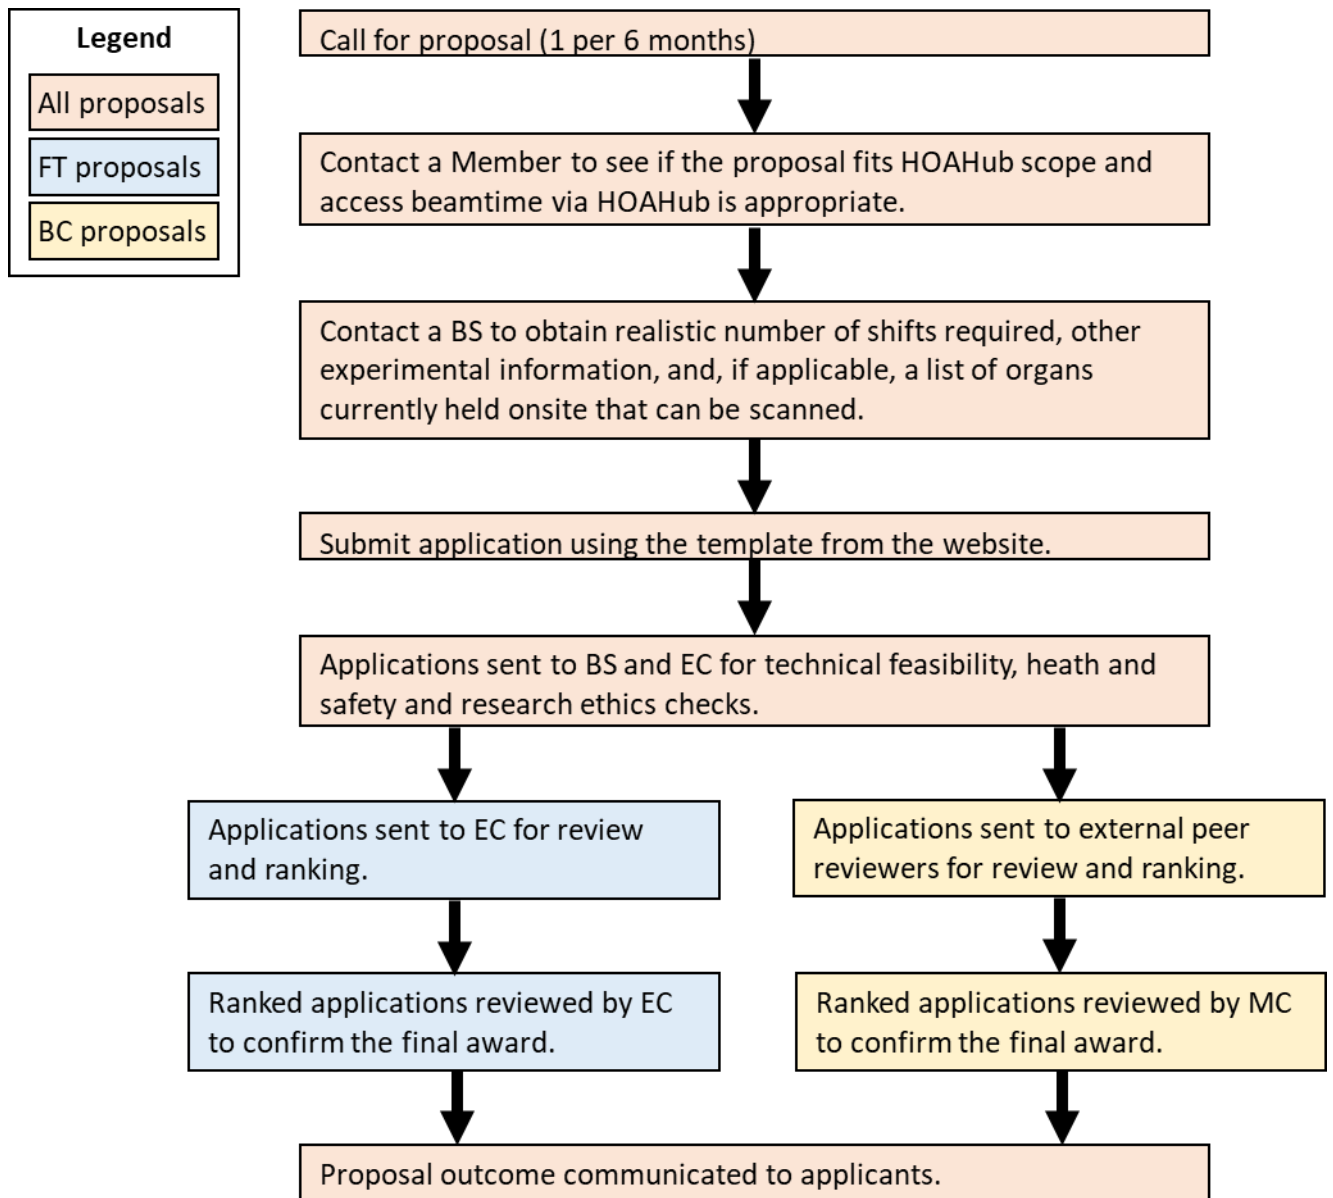 Legend
All proposals
FT proposals
BC proposals
Call for proposal (1 per 6 months)
Contact a Member to see if the proposal fits HOAHub scope and
access beamtime via HOAHub is appropriate.
Contact a BS to obtain realistic number of shifts required, other
experimental information, and, if applicable, a list of organs
currently held onsite that can be scanned.
Submit application using the template from the website.
Applications sent to BS and EC for technical feasibility, heath and
safety and research ethics checks.
Applications sent to EC for review
and ranking.
Applications sent to external peer
reviewers for review and ranking.
Ranked applications reviewed by EC
to confirm the final award.
Ranked applications reviewed by MC
to confirm the final award.
Proposal outcome communicated to applicants.